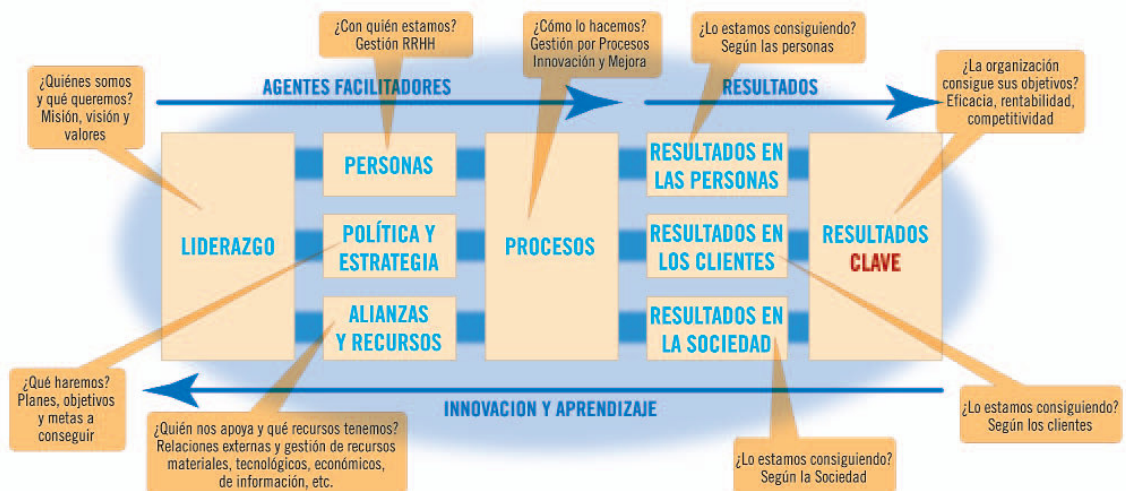 ¿Con quién estamos?
Gestión RRHH
¿Cómo lo hacemos?
Gestión por Procesos
Innovación y Mejora
¿Lo estamos consiguiendo?
Según las personas
¿Quiénes somos
y qué queremos?
Misión, visión y
valores
¿La organización
consigue sus objetivos?
Eficacia, rentabilidad,
competitividad
AGENTES FACILITADORES
RESULTADOS
LIDERAZGO
PERSONAS
POLÍTICA Y
ESTRATEGIA
ALIANZAS
Y RECURSOS
PROCESOS
RESULTADOS EN
LAS PERSONAS
RESULTADOS EN
LOS CLIENTES
RESULTADOS EN
LA SOCIEDAD
RESULTADOS
CLAVE
INNOVACION Y APRENDIZAJE
¿Qué haremos?
Planes, objetivos
y metas a
conseguir
¿Quién nos apoya y qué recursos tenemos?
Relaciones externas y gestión de recursos
materiales, tecnológicos, económicos,
de información, etc.
¿Lo estamos consiguiendo?
Según la Sociedad
¿Lo estamos consiguiendo?
Según los clientes